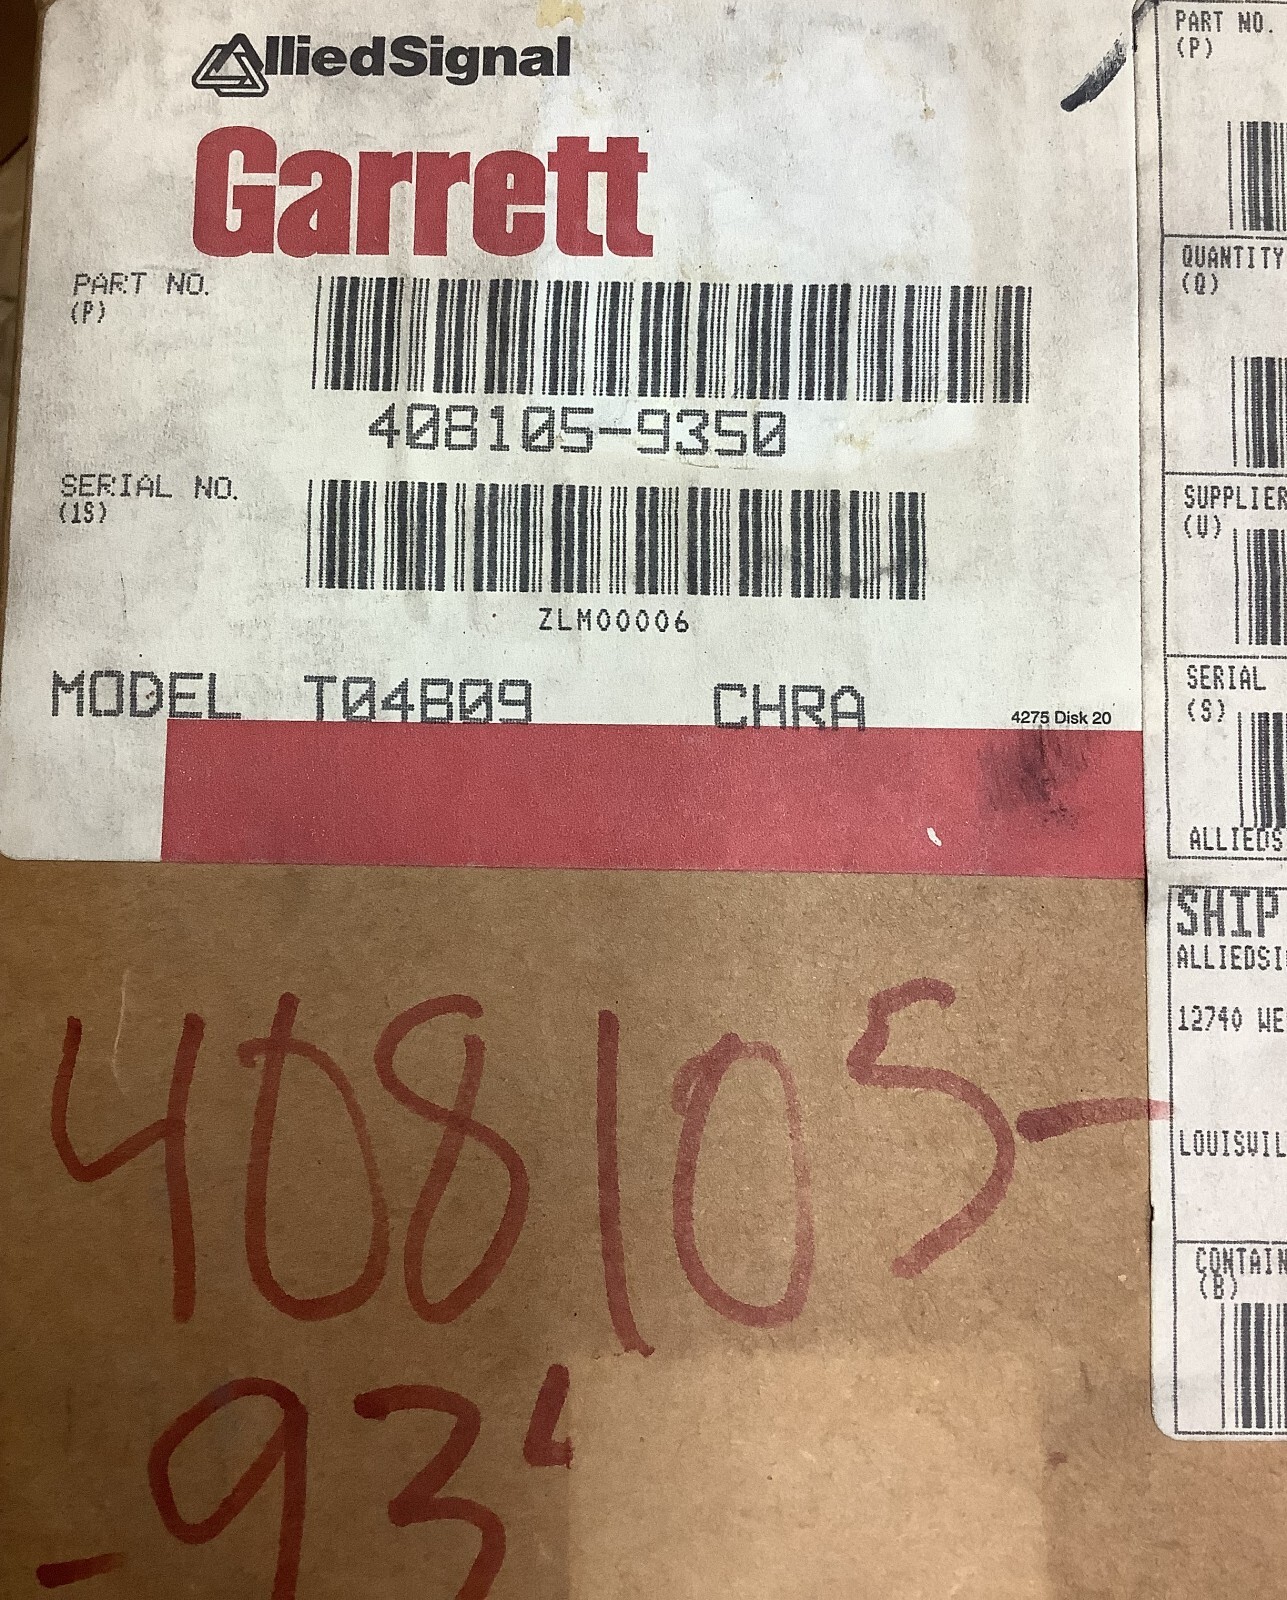 AlliedSignal
Garrett
PART NO.
(P)
408105-9350
SERIAL NO.
(1S)
ZLM00006
MODEL T04B09 CHRA
4275 Disk 20
408105-
-93
PART NO.
(P)
QUANTITY
(Q)
SUPPLIER
(V)
SERIAL
(S)
ALLIEDS
SHIP
ALLIEDSI
12740 WE
LOUISVIL
CONTAIN
(B)